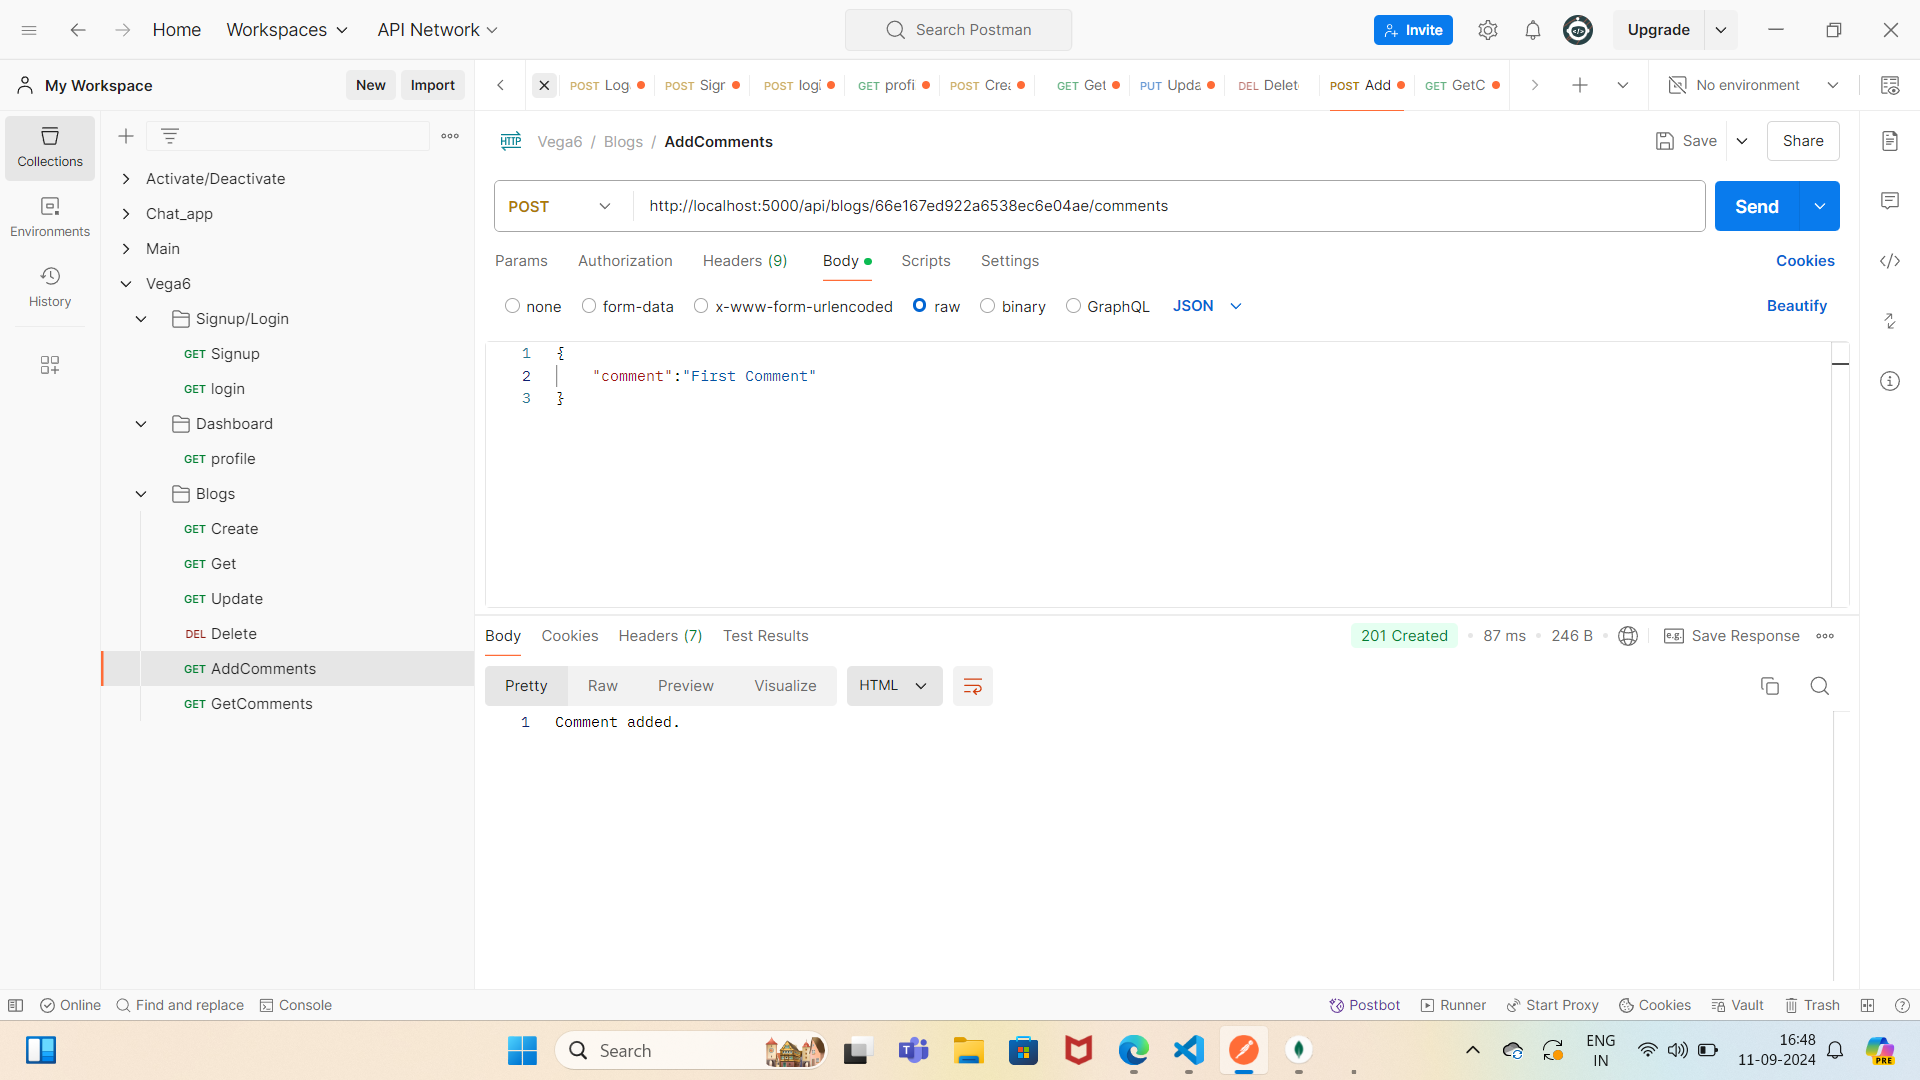 Home Workspaces API Network Search Postman Invite Upgrade
My Workspace New Import
POST Log POST Sigr POST logi GET profi POST Crea GET Get PUT Upda DEL Delet POST Add GET GetC No environment
Collections
Environments
History
Activate/Deactivate
Chat_app
Main
Vega6
Signup/Login
GET Signup
GET login
Dashboard
GET profile
Blogs
GET Create
GET Get
GET Update
DEL Delete
GET AddComments
GET GetComments
HTTP Vega6 / Blogs / AddComments Save Share
POST http://localhost:5000/api/blogs/66e167ed922a6538ec6e04ae/comments Send
Params Authorization Headers (9) Body Scripts Settings Cookies
none form-data x-www-form-urlencoded raw binary GraphQL JSON Beautify
1 {
2 "comment":"First Comment"
3 }
Body Cookies Headers (7) Test Results 201 Created 87 ms 246 B e.g. Save Response
Pretty Raw Preview Visualize HTML
1 Comment added.
Online Find and replace Console Postbot Runner Start Proxy Cookies Vault Trash
Search
ENG
IN
16:48
11-09-2024
PRE